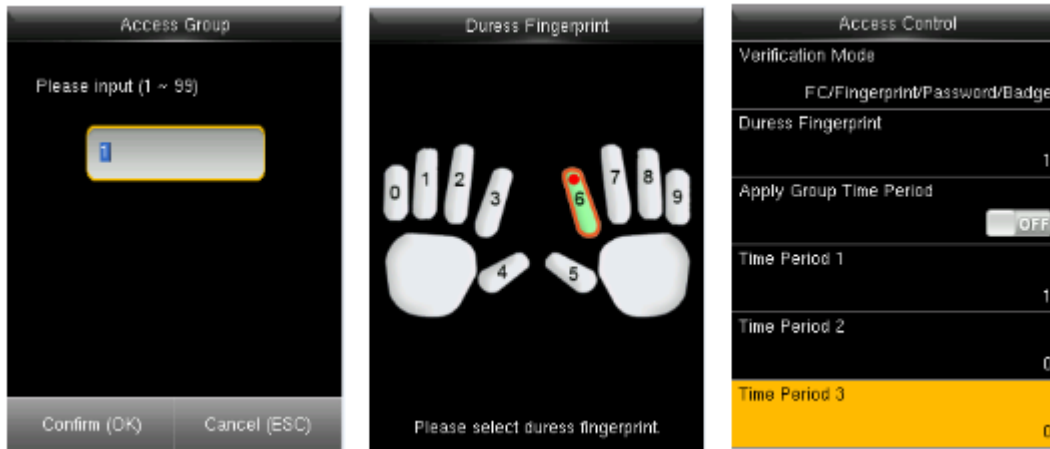 Access Group
Please input (1 ~ 99)
1
Confirm (OK) Cancel (ESC)
Duress Fingerprint
0 1 2 3 6 7 8 9
4 5
Please select duress fingerprint.
Access Control
Verification Mode
FC/Fingerprint/Password/Badge
Duress Fingerprint
1
Apply Group Time Period
OFF
Time Period 1
1
Time Period 2
0
Time Period 3
0